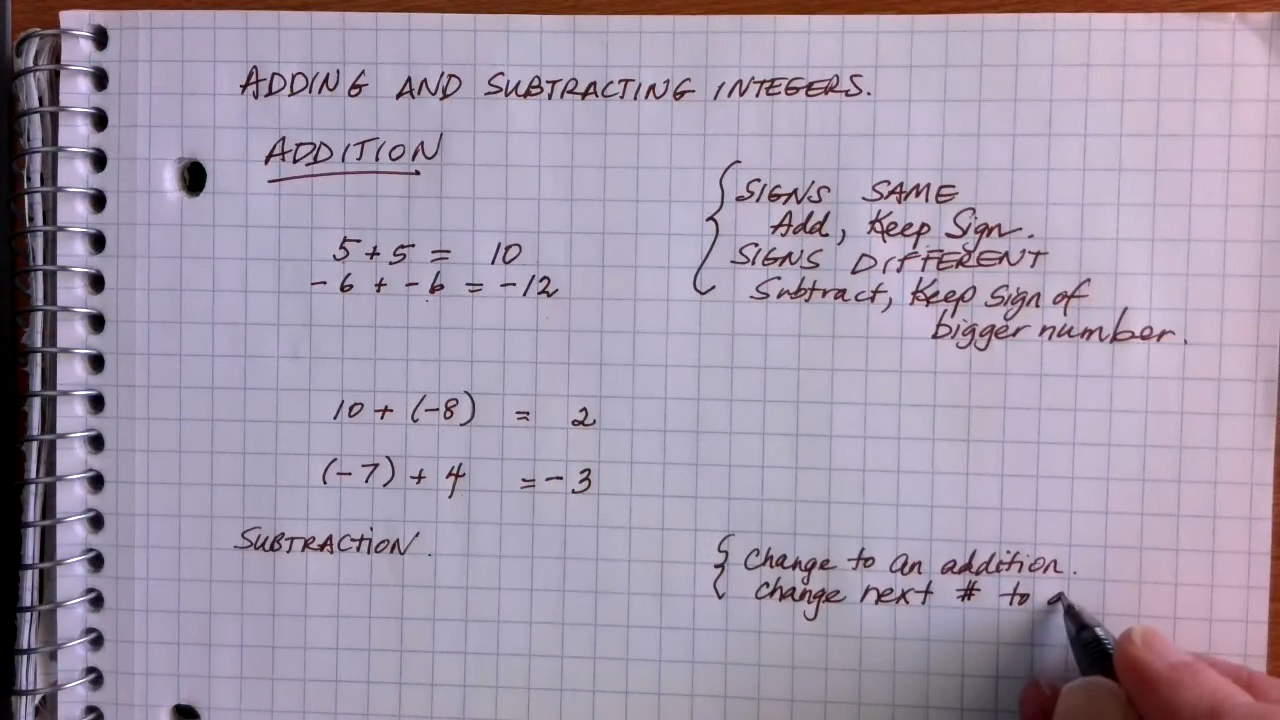 ADDING AND SUBTRACTING INTEGERS.
ADDITION
5 + 5 = 10
-6 + -6 = -12
SIGNS SAME
Add, Keep Sign.
SIGNS DIFFERENT
Subtract, Keep Sign of
bigger number.
10 + (-8) = 2
(-7) + 4 = -3
SUBTRACTION.
Change to an addition.
Change next # to